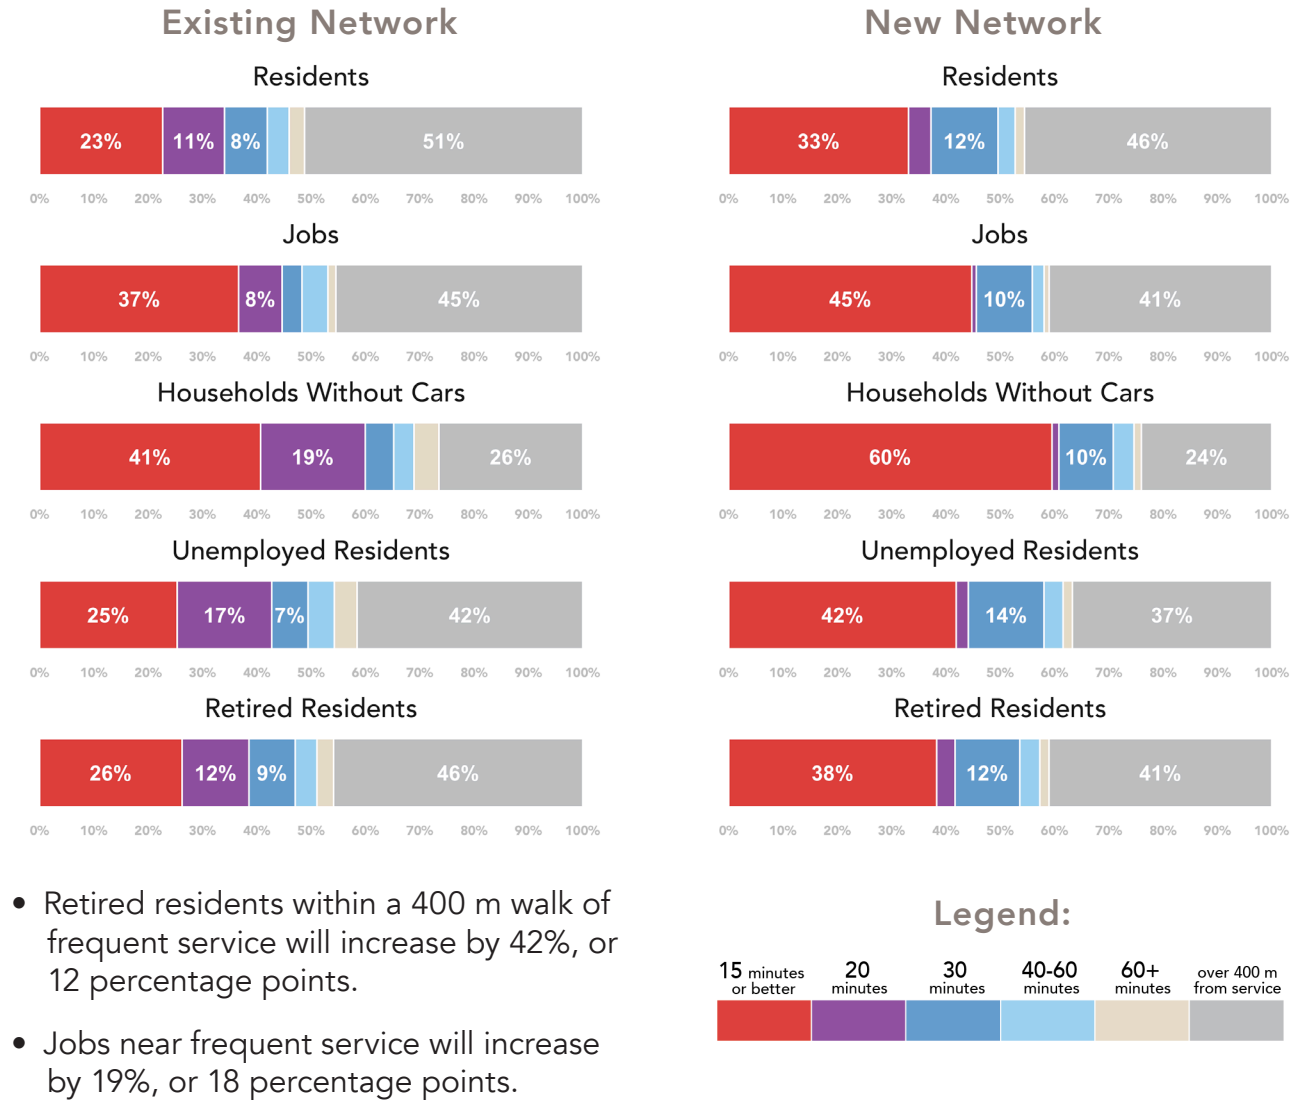 Existing Network
New Network
Residents
Residents
23% 11% 8% 51%
33% 12% 46%
0% 10% 20% 30% 40% 50% 60% 70% 80% 90% 100%
0% 10% 20% 30% 40% 50% 60% 70% 80% 90% 100%
Jobs
Jobs
37% 8% 45%
45% 10% 41%
0% 10% 20% 30% 40% 50% 60% 70% 80% 90% 100%
0% 10% 20% 30% 40% 50% 60% 70% 80% 90% 100%
Households Without Cars
Households Without Cars
41% 19% 26%
60% 10% 24%
0% 10% 20% 30% 40% 50% 60% 70% 80% 90% 100%
0% 10% 20% 30% 40% 50% 60% 70% 80% 90% 100%
Unemployed Residents
Unemployed Residents
25% 17% 7% 42%
42% 14% 37%
0% 10% 20% 30% 40% 50% 60% 70% 80% 90% 100%
0% 10% 20% 30% 40% 50% 60% 70% 80% 90% 100%
Retired Residents
Retired Residents
26% 12% 9% 46%
38% 12% 41%
0% 10% 20% 30% 40% 50% 60% 70% 80% 90% 100%
0% 10% 20% 30% 40% 50% 60% 70% 80% 90% 100%
• Retired residents within a 400 m walk of
frequent service will increase by 42%, or
12 percentage points.
• Jobs near frequent service will increase
by 19%, or 18 percentage points.
Legend:
15 minutes
or better
20
minutes
30
minutes
40-60
minutes
60+
minutes
over 400 m
from service